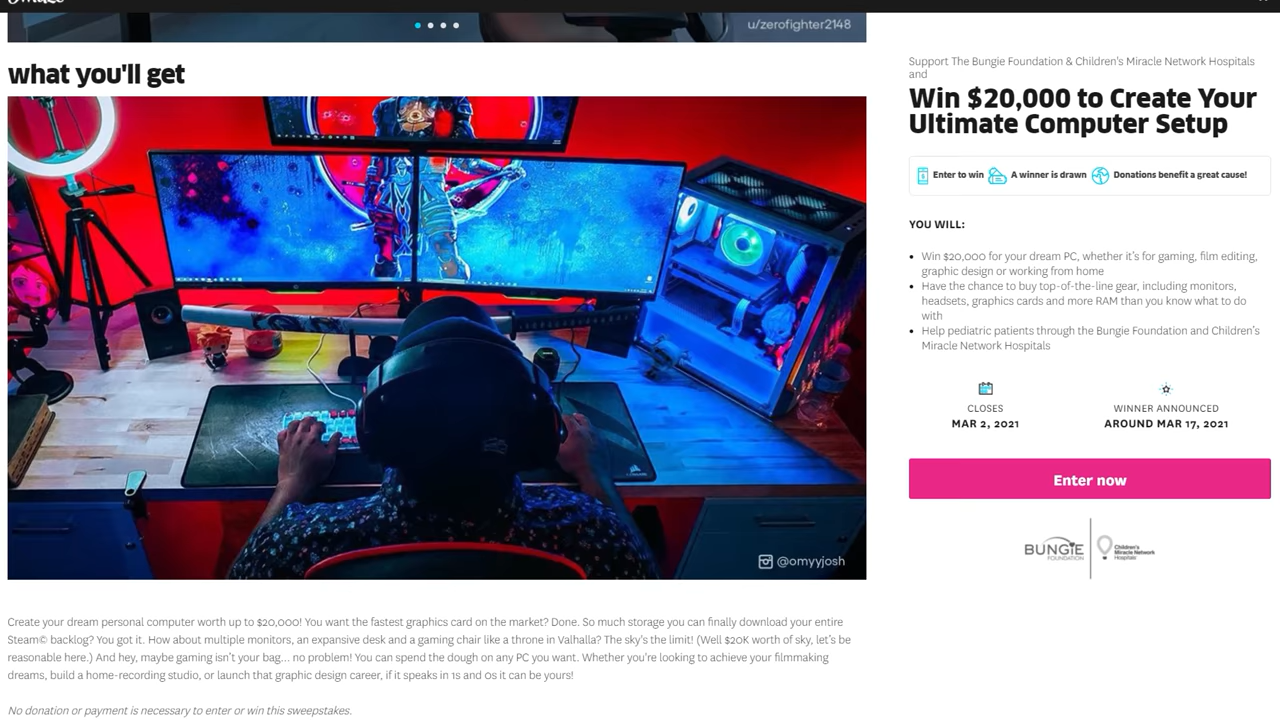 u/zerofighter2148
what you'll get
@omyyjosh
Create your dream personal computer worth up to $20,000! You want the fastest graphics card on the market? Done. So much storage you can finally download your entire
Steam© backlog? You got it. How about multiple monitors, an expansive desk and a gaming chair like a throne in Valhalla? The sky's the limit! (Well $20K worth of sky, let's be
reasonable here.) And hey, maybe gaming isn't your bag... no problem! You can spend the dough on any PC you want. Whether you're looking to achieve your filmmaking
dreams, build a home-recording studio, or launch that graphic design career, if it speaks in 1s and 0s it can be yours!
No donation or payment is necessary to enter or win this sweepstakes.
Support The Bungie Foundation & Children's Miracle Network Hospitals
and
Win $20,000 to Create Your
Ultimate Computer Setup
Enter to win A winner is drawn Donations benefit a great cause!
YOU WILL:
Win $20,000 for your dream PC, whether it's for gaming, film editing,
graphic design or working from home
Have the chance to buy top-of-the-line gear, including monitors,
headsets, graphics cards and more RAM than you know what to do
with
Help pediatric patients through the Bungie Foundation and Children's
Miracle Network Hospitals
CLOSES
MAR 2, 2021
WINNER ANNOUNCED
AROUND MAR 17, 2021
Enter now
BUNGIE
FOUNDATION
Children's
Miracle Network
Hospitals